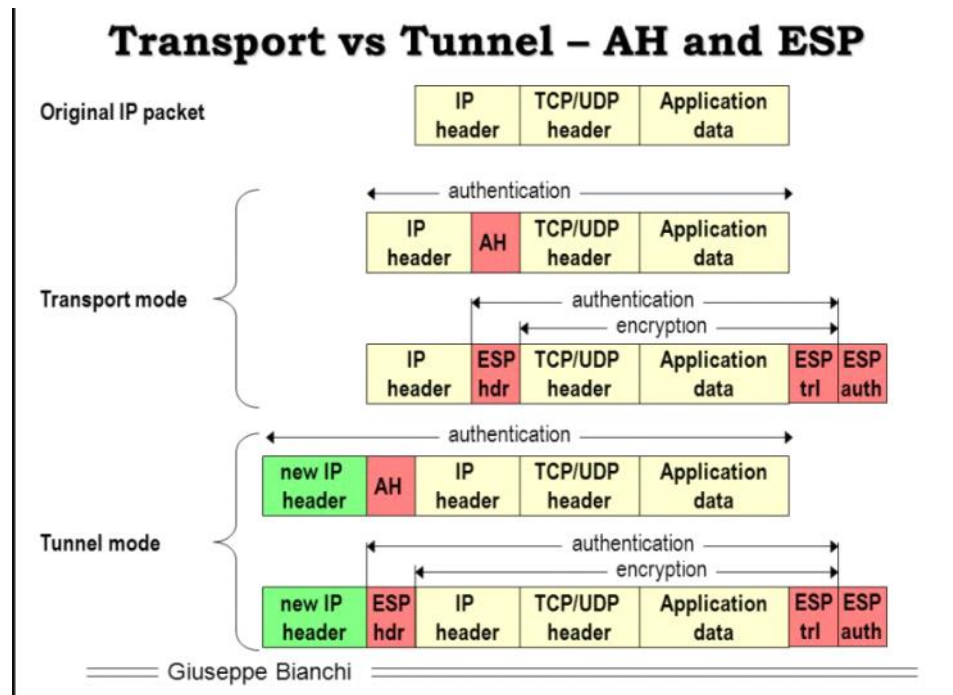 Transport vs Tunnel – AH and ESP
Original IP packet
IP header
TCP/UDP header
Application data
authentication
IP header
AH
TCP/UDP header
Application data
Transport mode
authentication
encryption
IP header
ESP hdr
TCP/UDP header
Application data
ESP trl
ESP auth
authentication
new IP header
AH
IP header
TCP/UDP header
Application data
Tunnel mode
authentication
encryption
new IP header
ESP hdr
IP header
TCP/UDP header
Application data
ESP trl
ESP auth
Giuseppe Bianchi